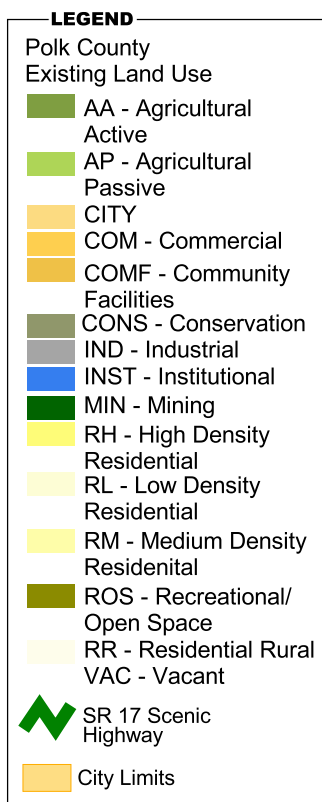 LEGEND
Polk County
Existing Land Use
AA - Agricultural
Active
AP - Agricultural
Passive
CITY
COM - Commercial
COMF - Community
Facilities
CONS - Conservation
IND - Industrial
INST - Institutional
MIN - Mining
RH - High Density
Residential
RL - Low Density
Residential
RM - Medium Density
Residenital
ROS - Recreational/
Open Space
RR - Residential Rural
VAC - Vacant
SR 17 Scenic
Highway
City Limits